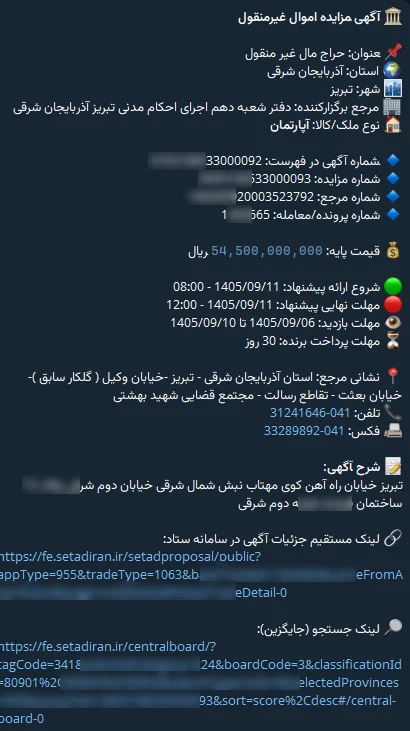 🏛 آگهی مزایده اموال غیرمنقول
📌 عنوان: حراج مال غیر منقول
🌍 استان: آذربایجان شرقی
🏙 شهر: تبریز
🏢 مرجع برگزارکننده: دفتر شعبه دهم اجرای احکام مدنی تبریز آذربایجان شرقی
🏠 نوع ملک/کالا: آپارتمان
🔹 شماره آگهی در فهرست: 33000092
🔹 شماره مزایده: 533000093
🔹 شماره مرجع: 20003523792
🔹 شماره پرونده/معامله: 1 665
💰 قیمت پایه: 54,500,000,000 ریال
🟢 شروع ارائه پیشنهاد: 1405/09/11 - 08:00
🔴 مهلت نهایی پیشنهاد: 1405/09/11 - 12:00
👁 مهلت بازدید: 1405/09/06 تا 1405/09/10
⏳ مهلت پرداخت برنده: 30 روز
📍 نشانی مرجع: استان آذربایجان شرقی - تبریز -خیابان وکیل ( گلکار سابق )-
خیابان بعثت - تقاطع رسالت - مجتمع قضایی شهید بهشتی
📞 تلفن: 041-31241646
📠 فکس: 041-33289892
📝 شرح آگهی:
تبریز خیابان راه آهن کوی مهتاب نبش شمال شرقی خیابان دوم
ساختمان دوم شرقی
🔗 لینک مستقیم جزئیات آگهی در سامانه ستاد:
https://fe.setadiran.ir/setadproposal/public?
appType=955&tradeType=1063&b eFromA
eDetail-0
🔎 لینک جستجو (جایگزین):
https://fe.setadiran.ir/centralboard/?
tagCode=341& 24&boardCode=3&classificationId
=80901%2 electedProvinces
93&sort=score%2Cdesc#/central-
board-0